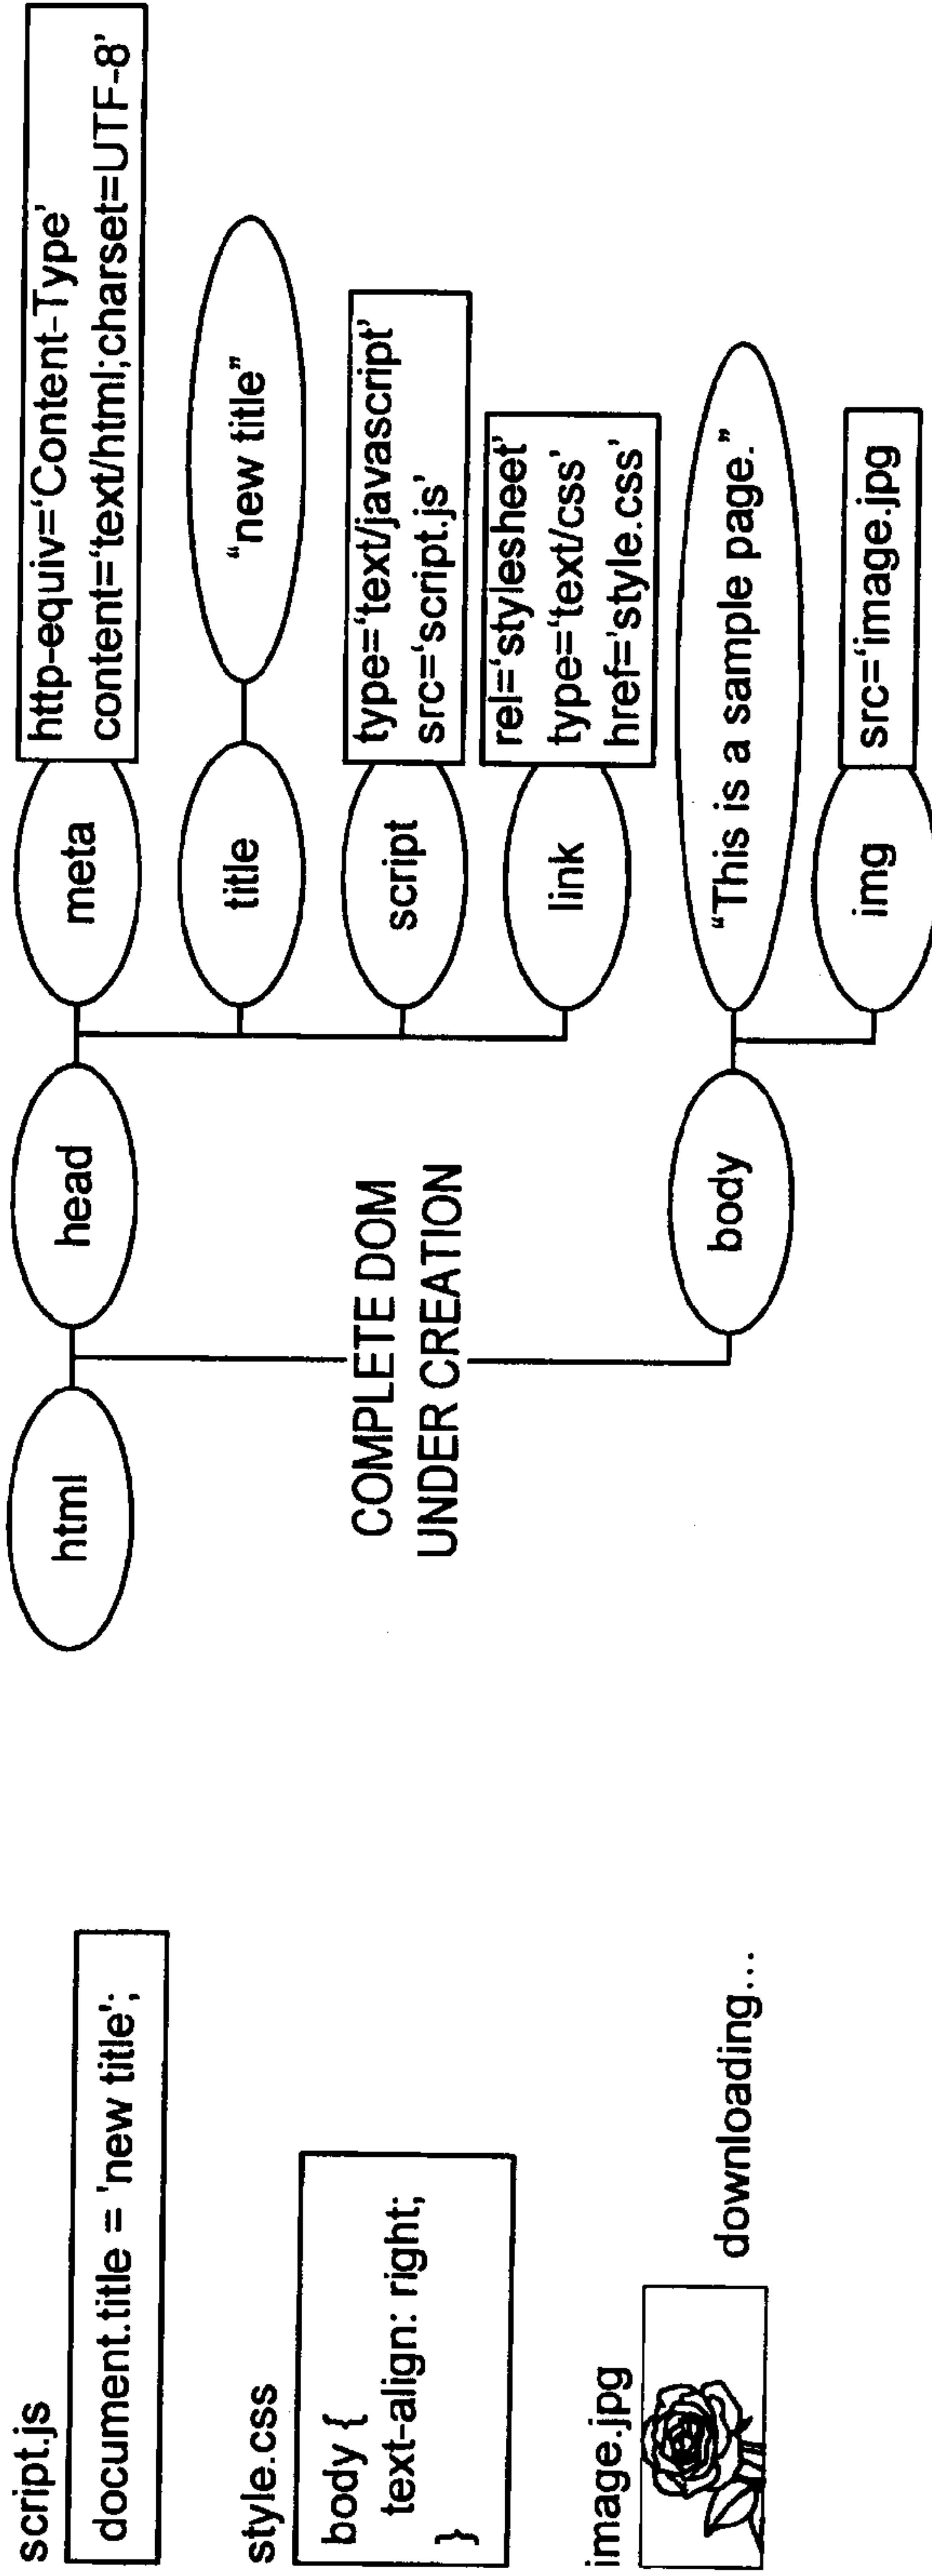 script.js
document.title = 'new title';
style.css
body {
text-align: right;
}
image.jpg
downloading...
html
COMPLETE DOM
UNDER CREATION
head
meta
http-equiv=‘Content-Type’
content=‘text/html;charset=UTF-8’
title
“new title”
script
type=‘text/javascript’
src=‘script.js’
link
rel=‘stylesheet’
type=‘text/css’
href=‘style.css’
body
“This is a sample page.”
img
src=‘image.jpg